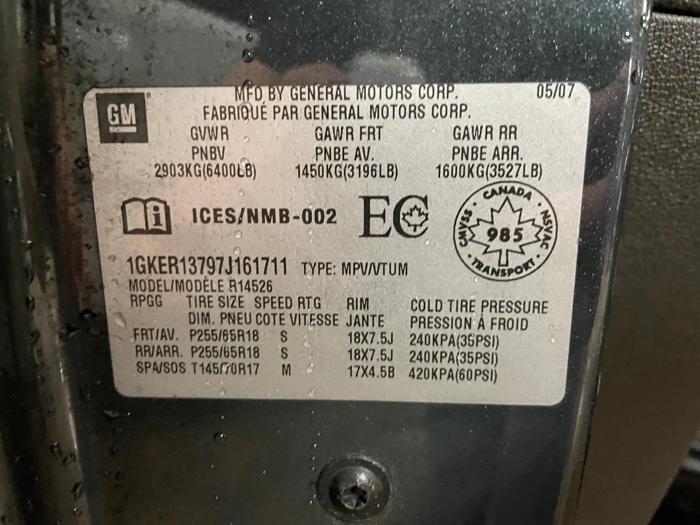 MFD BY GENERAL MOTORS CORP. 05/07
GM
FABRIQUÉ PAR GENERAL MOTORS CORP.
GVWR GAWR FRT GAWR RR
PNBV PNBE AV. PNBE ARR.
2903KG(6400LB) 1450KG(3196LB) 1600KG(3527LB)
i ICES/NMB-002 EC CANADA CMVSS NSVAC 985 TRANSPORT
1GKER13797J161711 TYPE: MPV/VTUM
MODEL/MODÈLE R14526
RPGG TIRE SIZE SPEED RTG RIM COLD TIRE PRESSURE
DIM. PNEU COTE VITESSE JANTE PRESSION À FROID
FRT/AV. P255/65R18 S 18X7.5J 240KPA(35PSI)
RR/ARR. P255/65R18 S 18X7.5J 240KPA(35PSI)
SPA/SOS T145/70R17 M 17X4.5B 420KPA(60PSI)